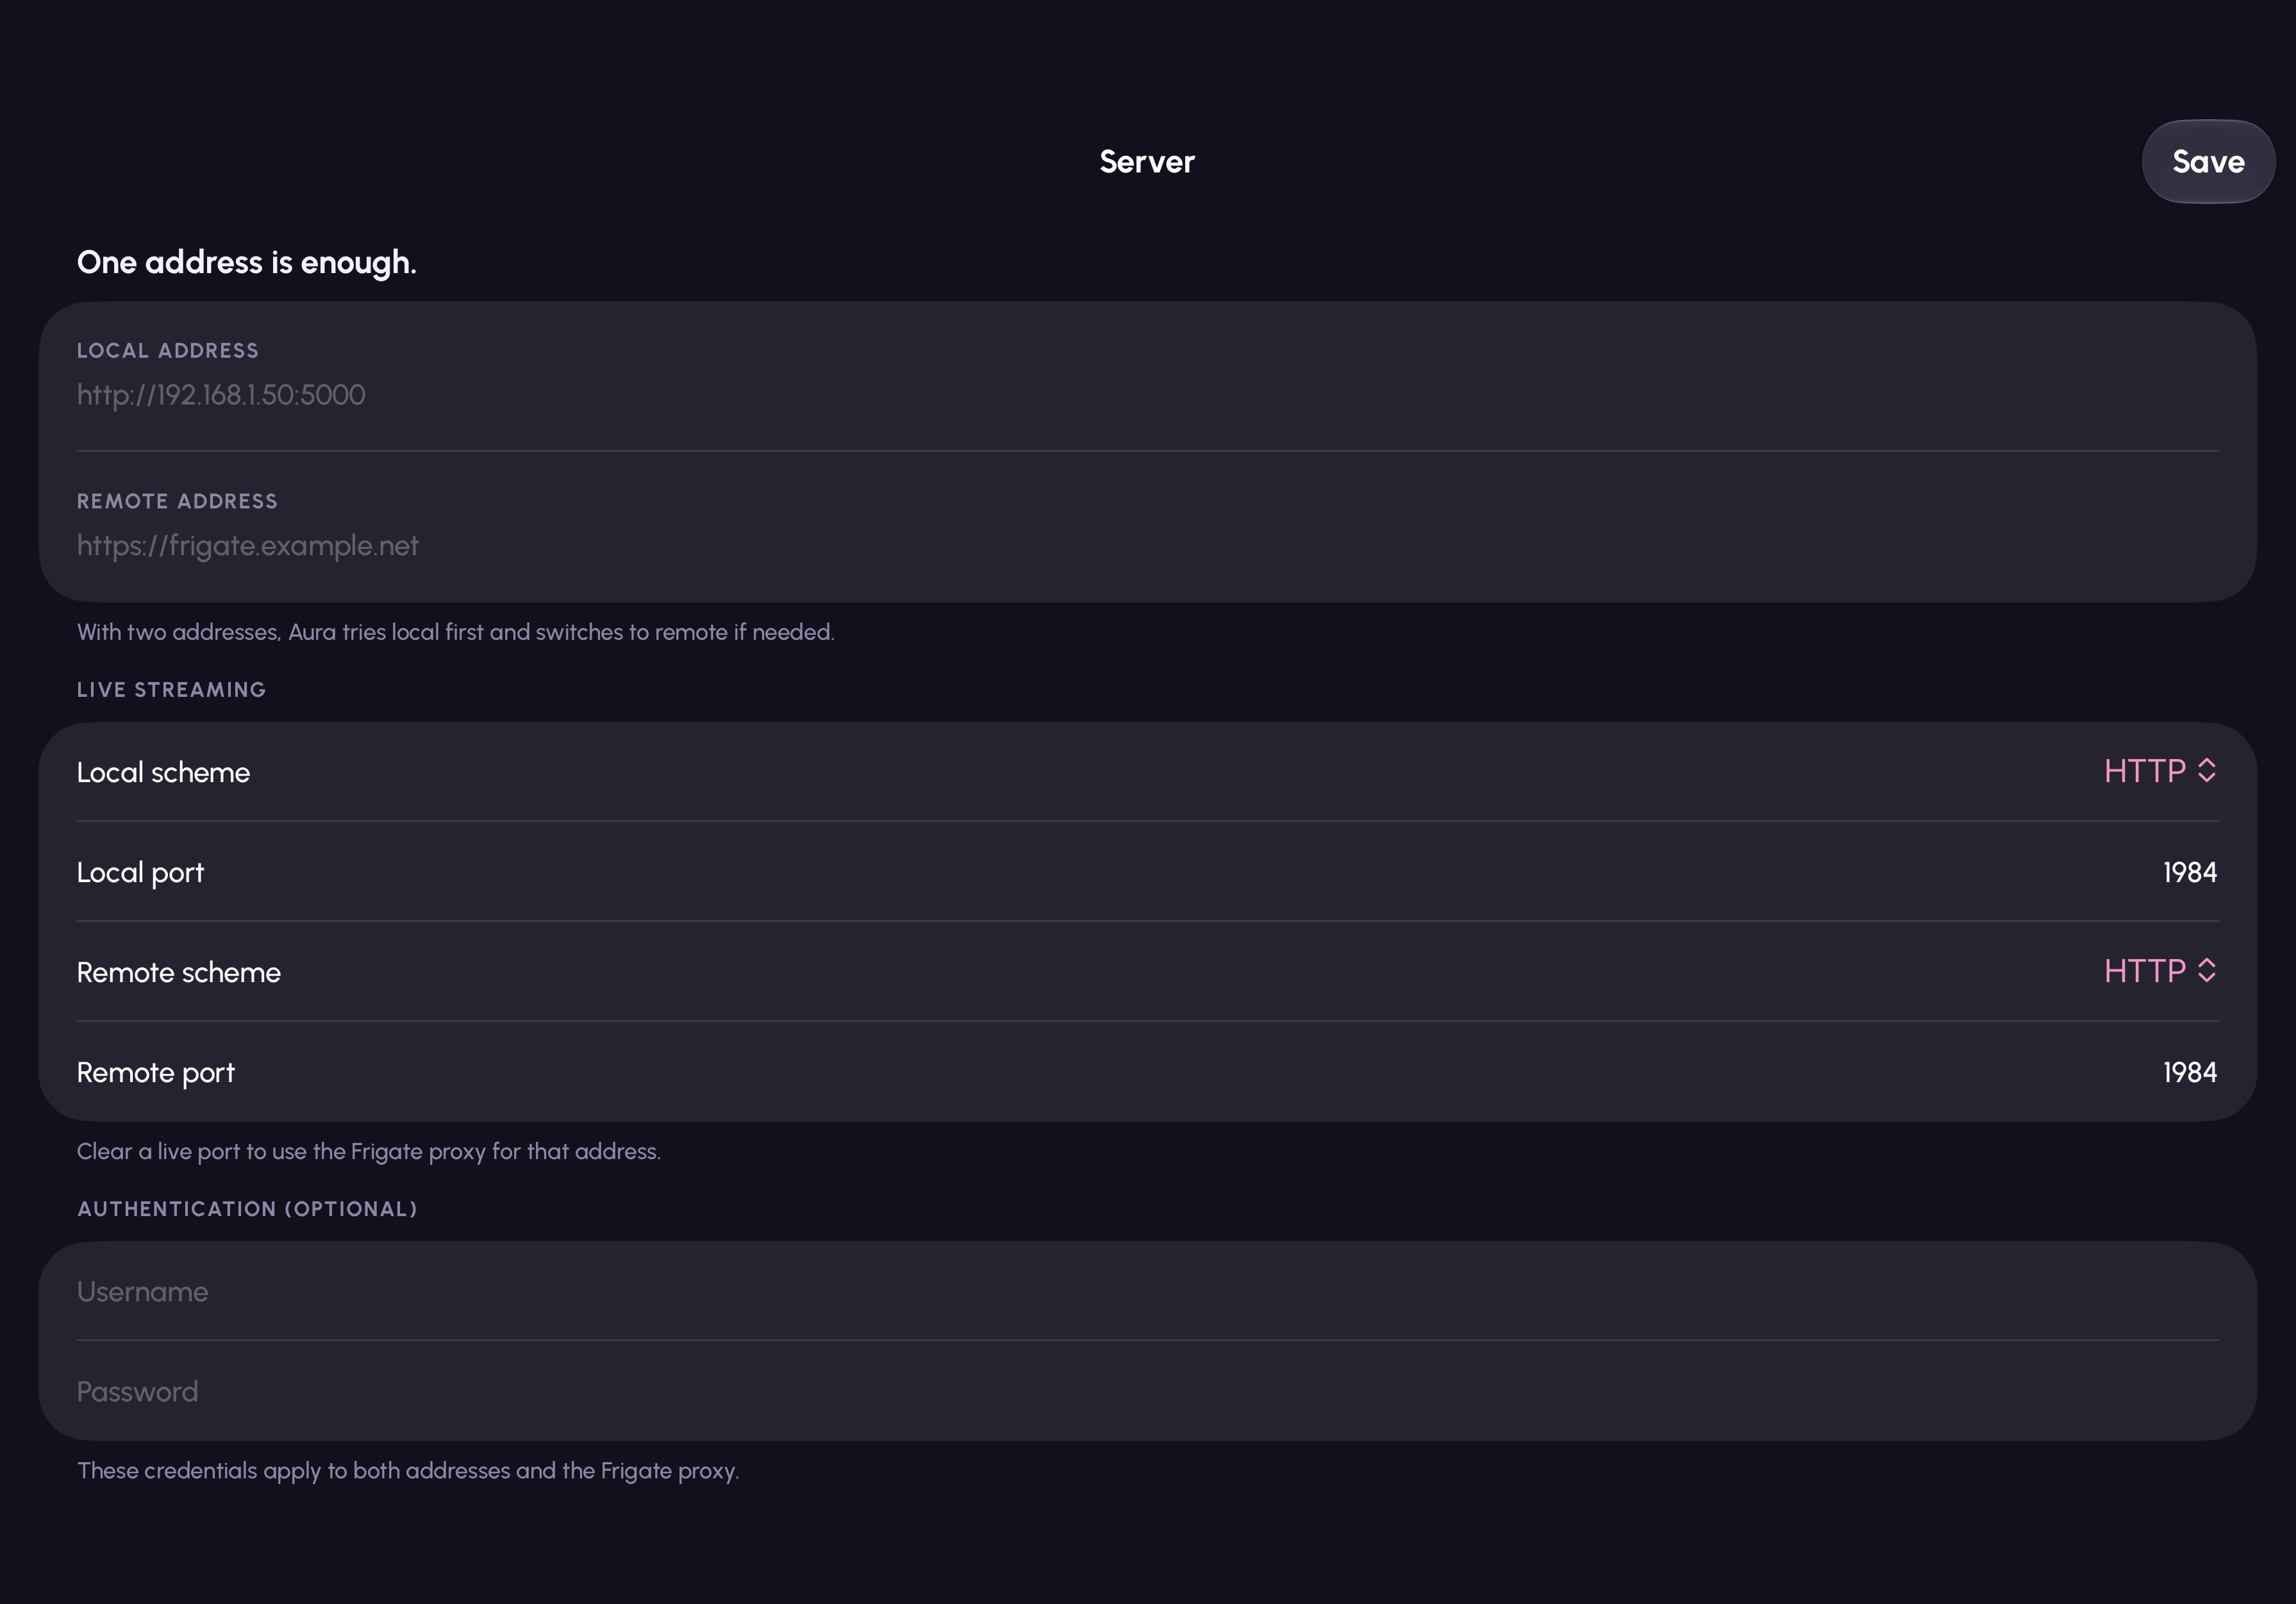 Server
Save
One address is enough.
LOCAL ADDRESS
http://192.168.1.50:5000
REMOTE ADDRESS
https://frigate.example.net
With two addresses, Aura tries local first and switches to remote if needed.
LIVE STREAMING
Local scheme
HTTP
Local port
1984
Remote scheme
HTTP
Remote port
1984
Clear a live port to use the Frigate proxy for that address.
AUTHENTICATION (OPTIONAL)
Username
Password
These credentials apply to both addresses and the Frigate proxy.